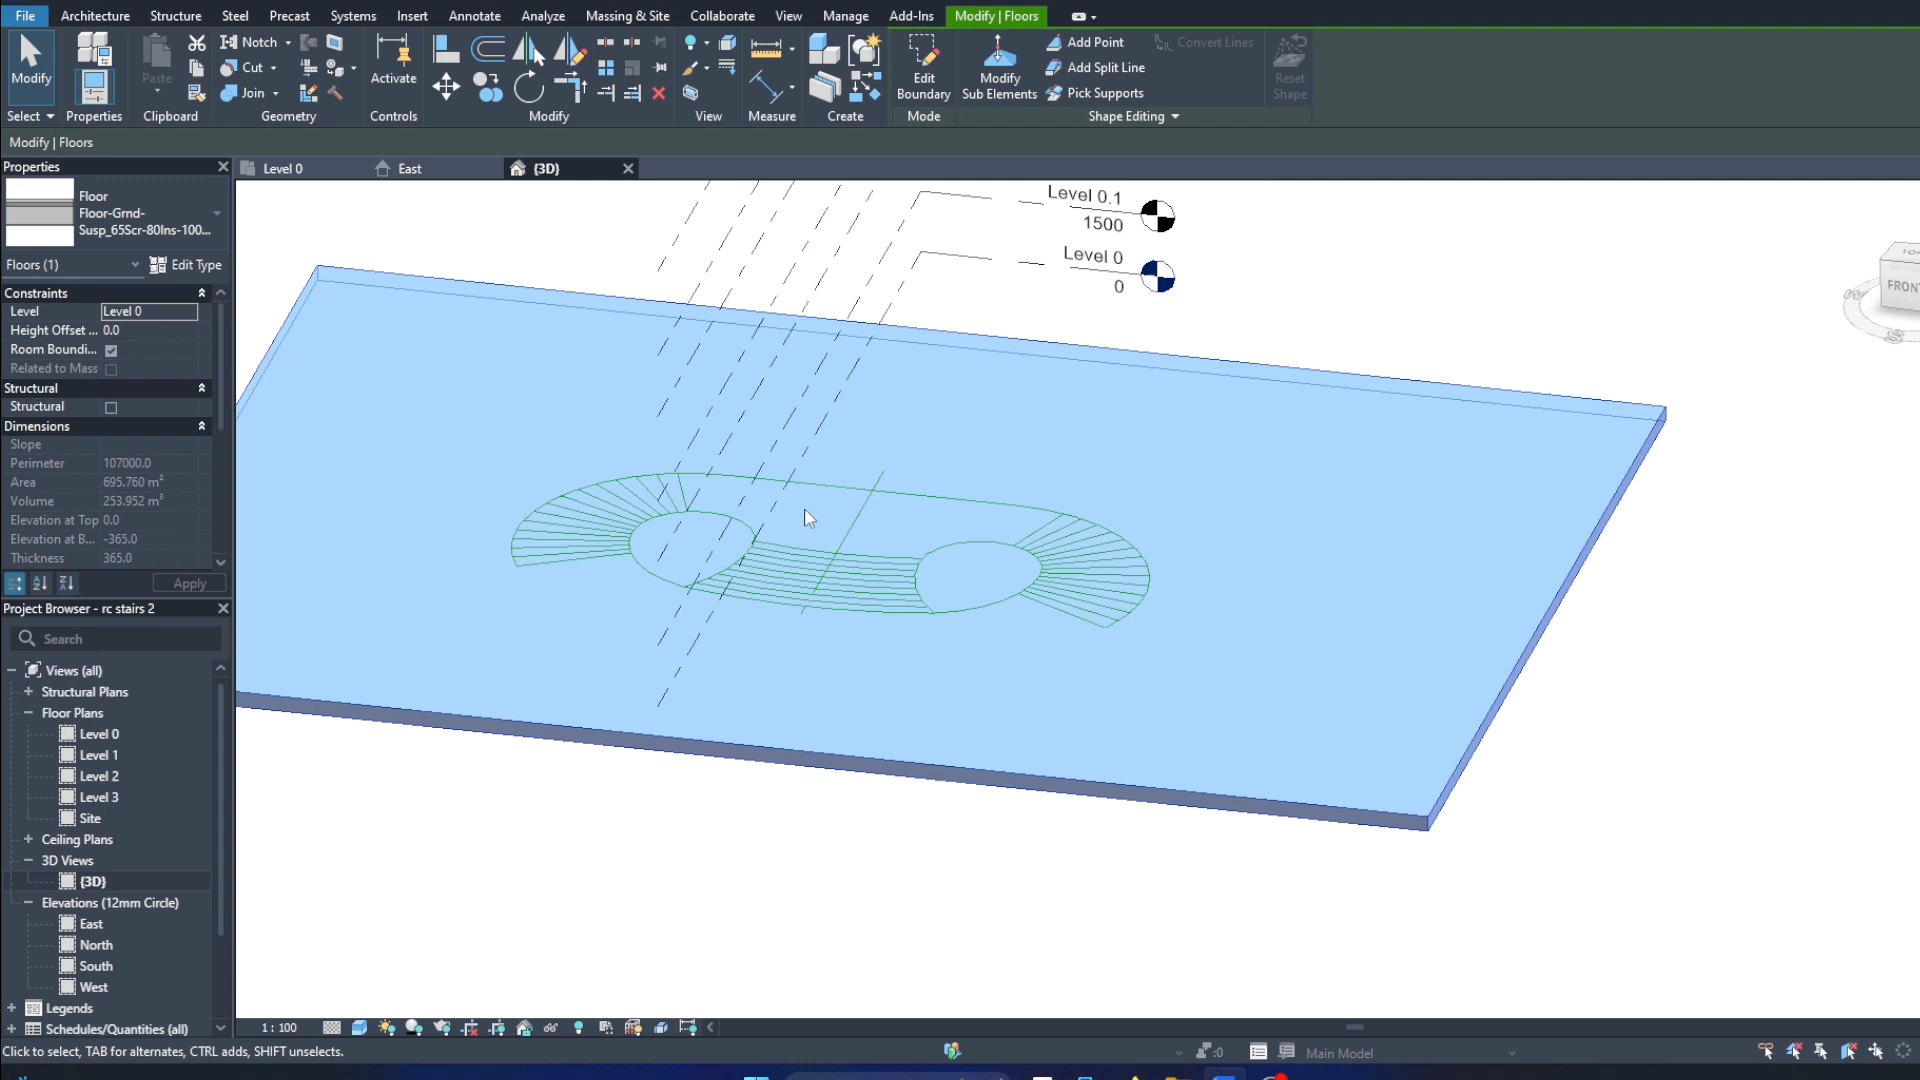 File Architecture Structure Steel Precast Systems Insert Annotate Analyze Massing & Site Collaborate View Manage Add-Ins Modify | Floors
Modify
Paste
Notch
Cut
Join
Activate
Edit
Boundary
Modify
Sub Elements
Add Point
Add Split Line
Pick Supports
Convert Lines
Reset
Shape
Select Properties Clipboard Geometry Controls Modify View Measure Create Mode Shape Editing
Modify | Floors
Properties
Level 0
East
{3D}
Floor
Floor-Grnd-
Susp_65Scr-80Ins-100...
Floors (1)
Edit Type
Constraints
Level Level 0
Height Offset ... 0.0
Room Boundi...
Related to Mass
Structural
Structural
Dimensions
Slope
Perimeter 107000.0
Area 695.760 m²
Volume 253.952 m³
Elevation at Top 0.0
Elevation at B... -365.0
Thickness 365.0
Apply
Project Browser - rc stairs 2
Search
Views (all)
Structural Plans
Floor Plans
Level 0
Level 1
Level 2
Level 3
Site
Ceiling Plans
3D Views
{3D}
Elevations (12mm Circle)
East
North
South
West
Legends
Schedules/Quantities (all)
Level 0.1
1500
Level 0
0
FRONT
1 : 100
Click to select, TAB for alternates, CTRL adds, SHIFT unselects.
:0
Main Model